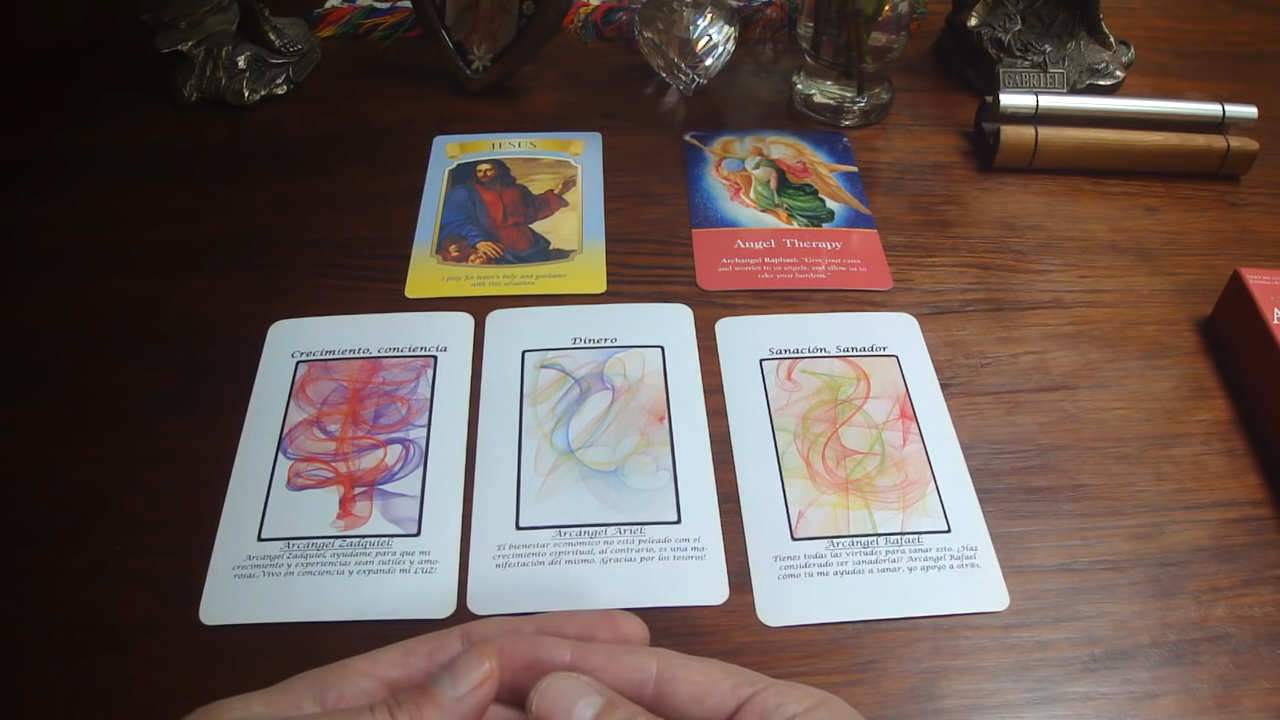 GABRIEL
JESUS
I pray for Jesus's help and guidance
with this situation.
Angel Therapy
Archangel Raphael: "Give your cares
and worries to us angels, and allow us to
take your burdens."
Crecimiento, conciencia
Arcángel Zadquiel:
Arcángel Zadquiel, ayúdame para que mi
crecimiento y experiencias sean sutiles y amo-
rosas. ¡Vivo en conciencia y expando mi LUZ!
Dinero
Arcángel Ariel:
El bienestar económico no está peleado con el
crecimiento espiritual, al contrario, es una ma-
nifestación del mismo. ¡Gracias por los tesoros!
Sanación, Sanador
Arcángel Rafael:
Tienes todas las virtudes para sanar esto. ¿Haz
considerado ser sanador(a)? Arcángel Rafael
cómo tú me ayudas a sanar, yo apoyo a otr@s.